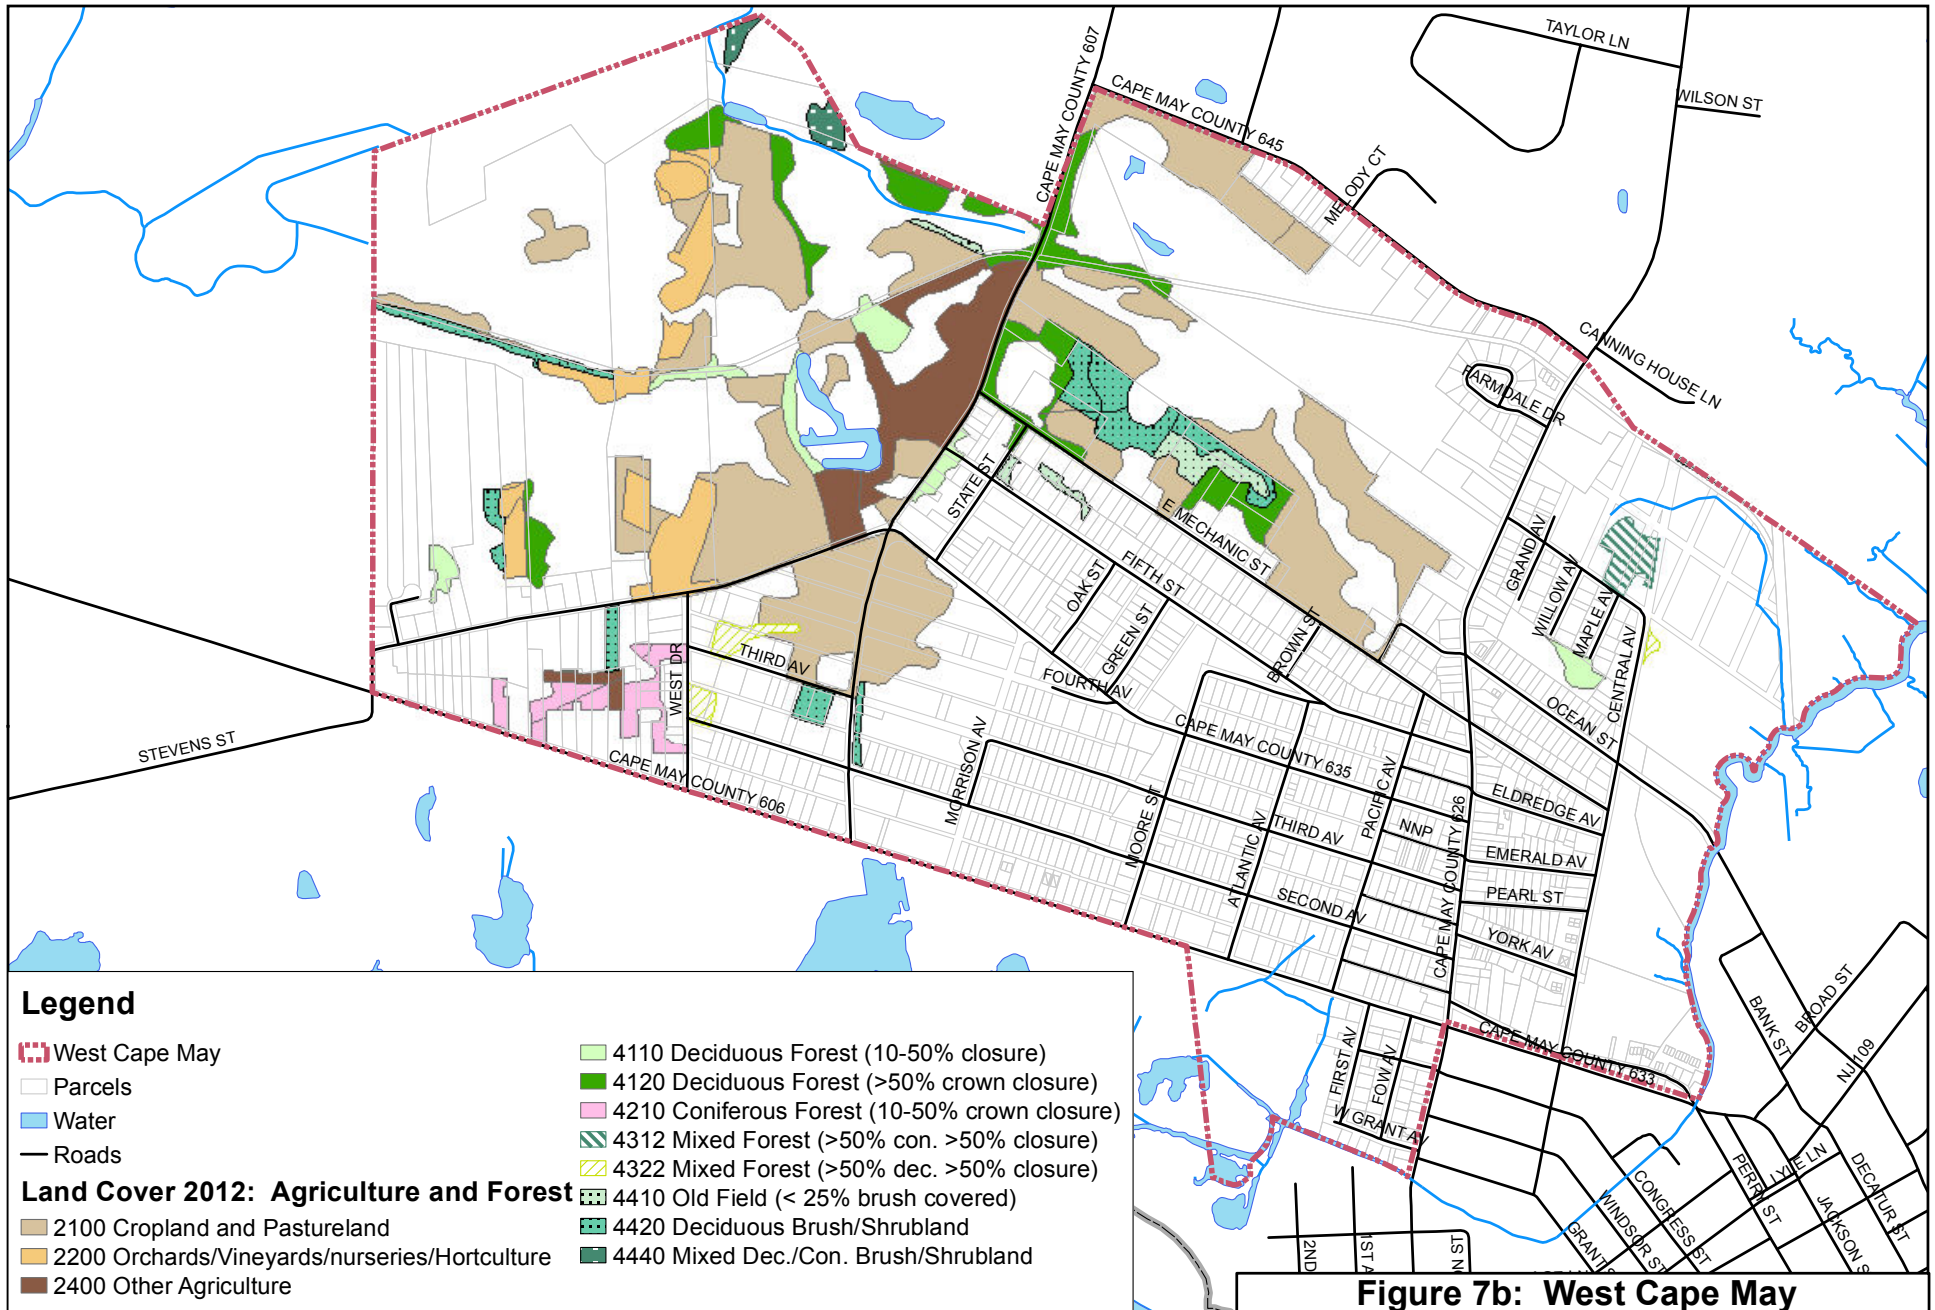 TAYLOR LN
WILSON ST
CAPE MAY COUNTY 607
CAPE MAY COUNTY 645
MELODY CT
CANNING HOUSE LN
FARMDALE DR
STATE ST
E MECHANIC ST
FIFTH ST
OAK ST
GREEN ST
BROWN ST
GRAND AV
WILLOW AV
MAPLE AV
CENTRAL AV
OCEAN ST
THIRD AV
WEST DR
FOURTH AV
STEVENS ST
CAPE MAY COUNTY 606
MORRISON AV
CAPE MAY COUNTY 635
MOORE ST
ATLANTIC AV
PACIFIC AV
THIRD AV
NNP
CAPE MAY COUNTY 626
ELDREDGE AV
EMERALD AV
PEARL ST
SECOND AV
YORK AV
CAPE MAY COUNTY 633
FIRST AV
FOW AV
W GRANT AV
BANK ST
BROAD ST
NJ 109
PERRY ST
LYLE LN
DECATUR ST
JACKSON S
CONGRESS ST
WINDSOR ST
GRANT S
2ND
1ST A
Legend
West Cape May
Parcels
Water
Roads
Land Cover 2012: Agriculture and Forest
2100 Cropland and Pastureland
2200 Orchards/Vineyards/nurseries/Hortculture
2400 Other Agriculture
4110 Deciduous Forest (10-50% closure)
4120 Deciduous Forest (>50% crown closure)
4210 Coniferous Forest (10-50% crown closure)
4312 Mixed Forest (>50% con. >50% closure)
4322 Mixed Forest (>50% dec. >50% closure)
4410 Old Field (< 25% brush covered)
4420 Deciduous Brush/Shrubland
4440 Mixed Dec./Con. Brush/Shrubland
Figure 7b: West Cape May